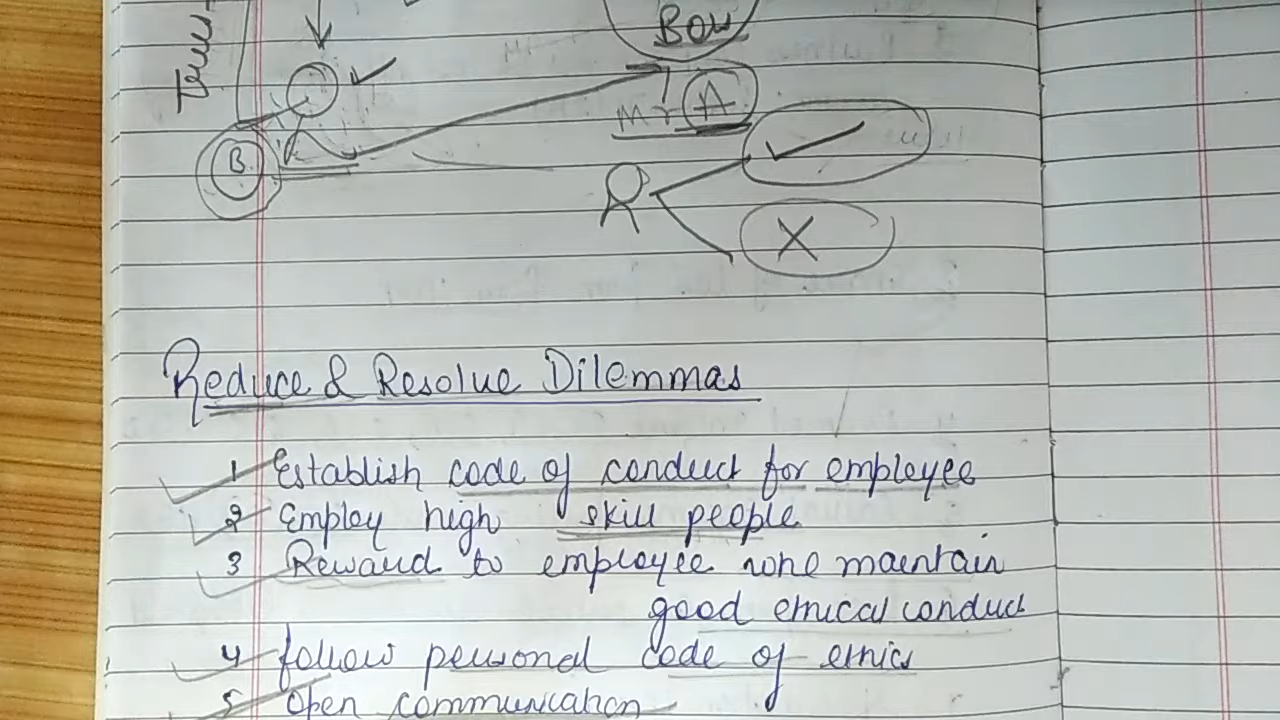 Bow
Mr A
B
Reduce & Resolve Dilemmas
1 Establish code of conduct for employee
2 Employ high skill people
3 Reward to employee who maentain
good ethical conduct
4 follow personal code of ethics
5 Open communication